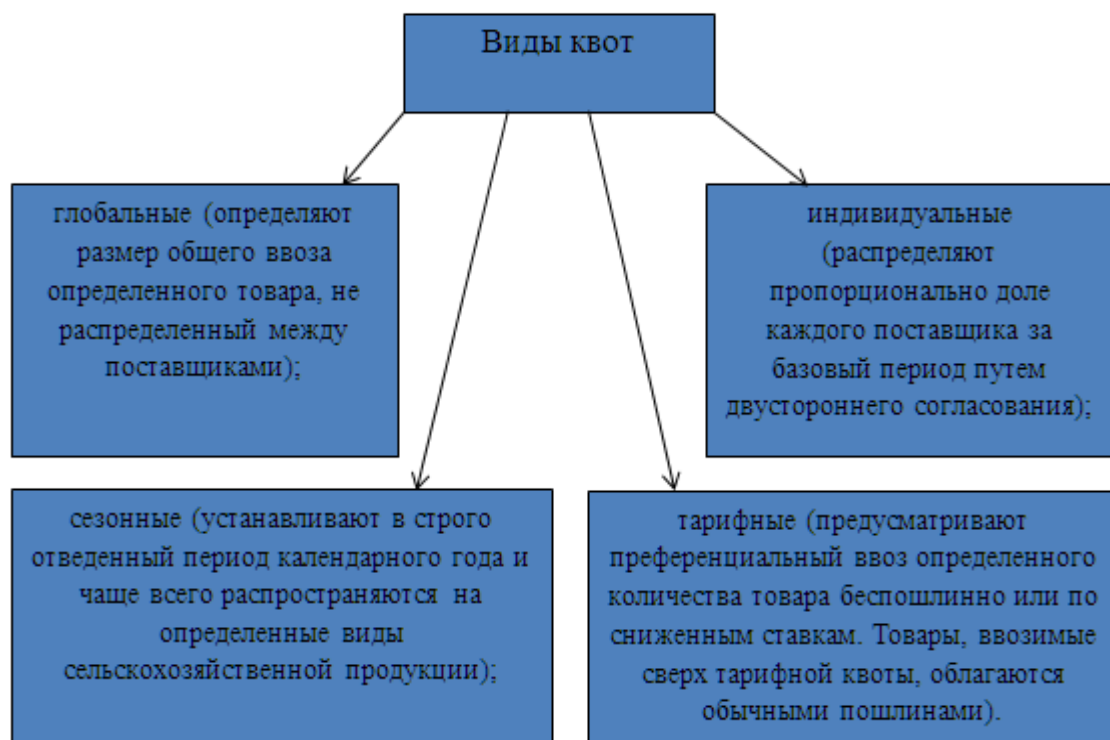 Виды квот
глобальные (определяют
размер общего ввоза
определенного товара, не
распределенный между
поставщиками);
индивидуальные
(распределяют
пропорционально доле
каждого поставщика за
базовый период путем
двустороннего согласования);
сезонные (устанавливают в строго
отведенный период календарного года и
чаще всего распространяются на
определенные виды
сельскохозяйственной продукции);
тарифные (предусматривают
преференциальный ввоз определенного
количества товара беспошлинно или по
сниженным ставкам. Товары, ввозимые
сверх тарифной квоты, облагаются
обычными пошлинами).